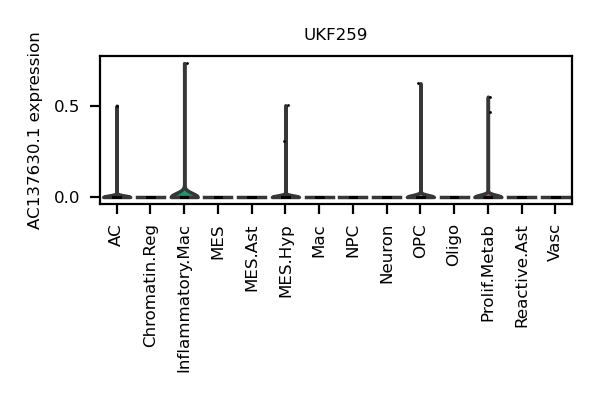 UKF259
AC137630.1 expression
0.5
0.0
AC
Chromatin.Reg
Inflammatory.Mac
MES
MES.Ast
MES.Hyp
Mac
NPC
Neuron
OPC
Oligo
Prolif.Metab
Reactive.Ast
Vasc